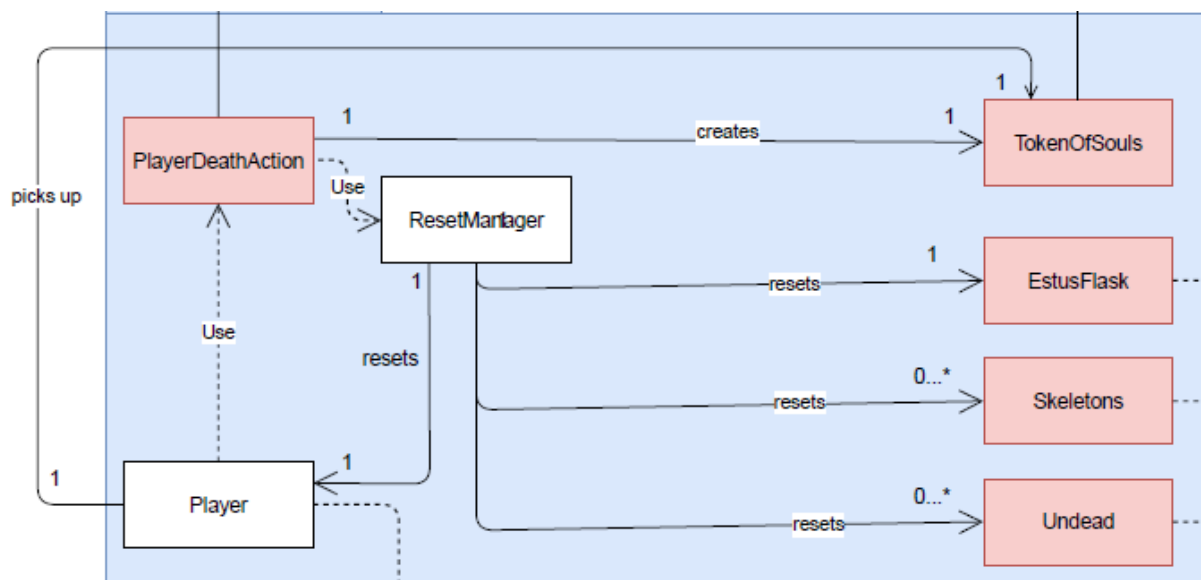 1
1
1
creates
TokenOfSouls
PlayerDeathAction
Use
picks up
ResetManager
1
1
resets
EstusFlask
Use
resets
0...*
resets
Skeletons
1
1
Player
0...*
resets
Undead